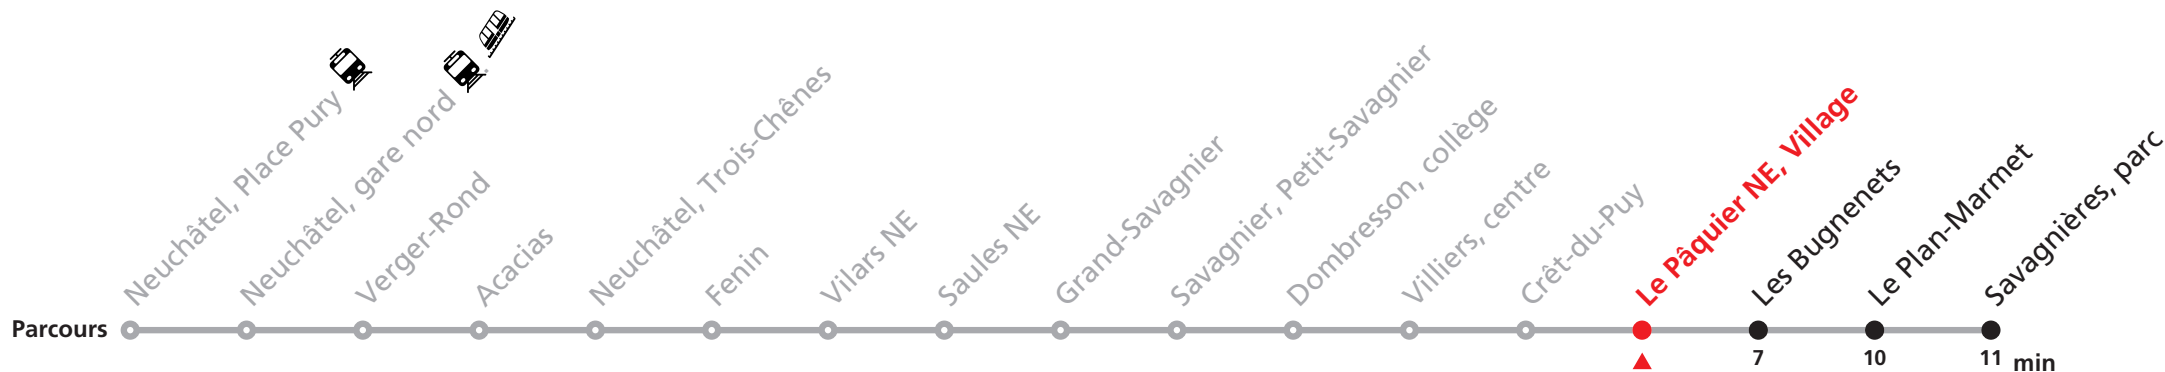 Neuchâtel, Place Pury
Neuchâtel, gare nord
Verger-Rond
Acacias
Neuchâtel, Trois-Chênes
Fenin
Vilars NE
Saules NE
Grand-Savagnier
Savagnier, Petit-Savagnier
Dombresson, collège
Villiers, centre
Crêt-du-Puy
Le Pâquier NE, Village
Les Bugnenets
Le Plan-Marmet
Savagnières, parc
Parcours
7 10 11 min